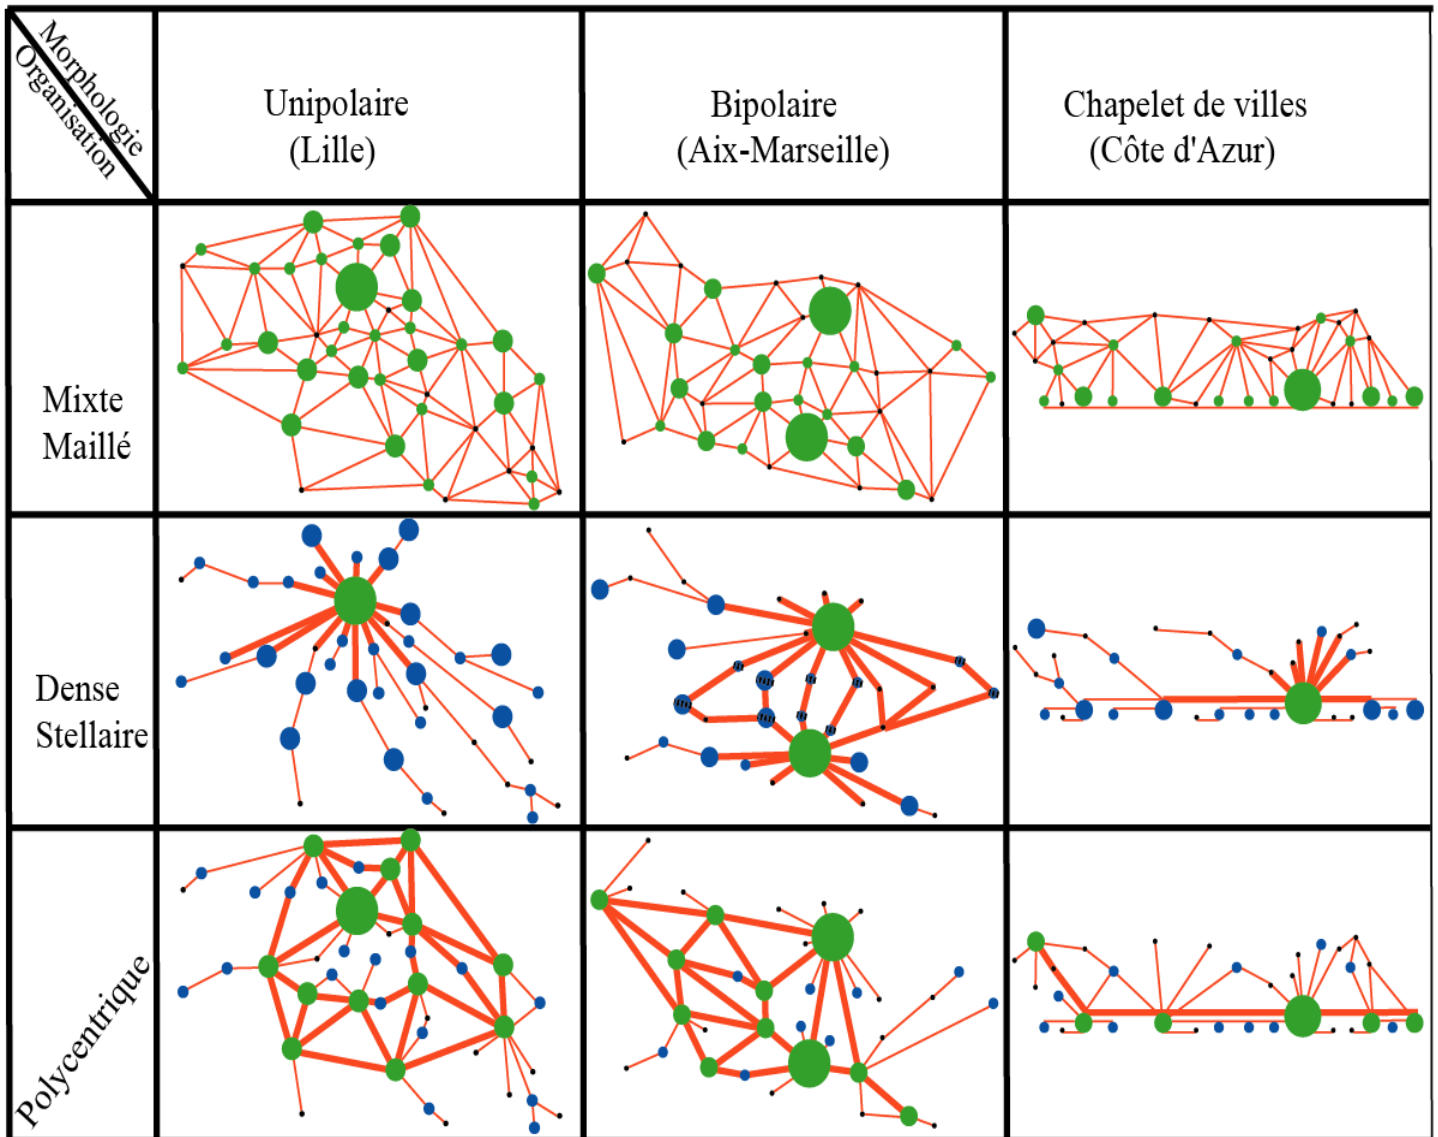 Morphologie
Organisation
Unipolaire
(Lille)
Bipolaire
(Aix-Marseille)
Chapelet de villes
(Côte d'Azur)
Mixte
Maillé
Dense
Stellaire
Polycentrique